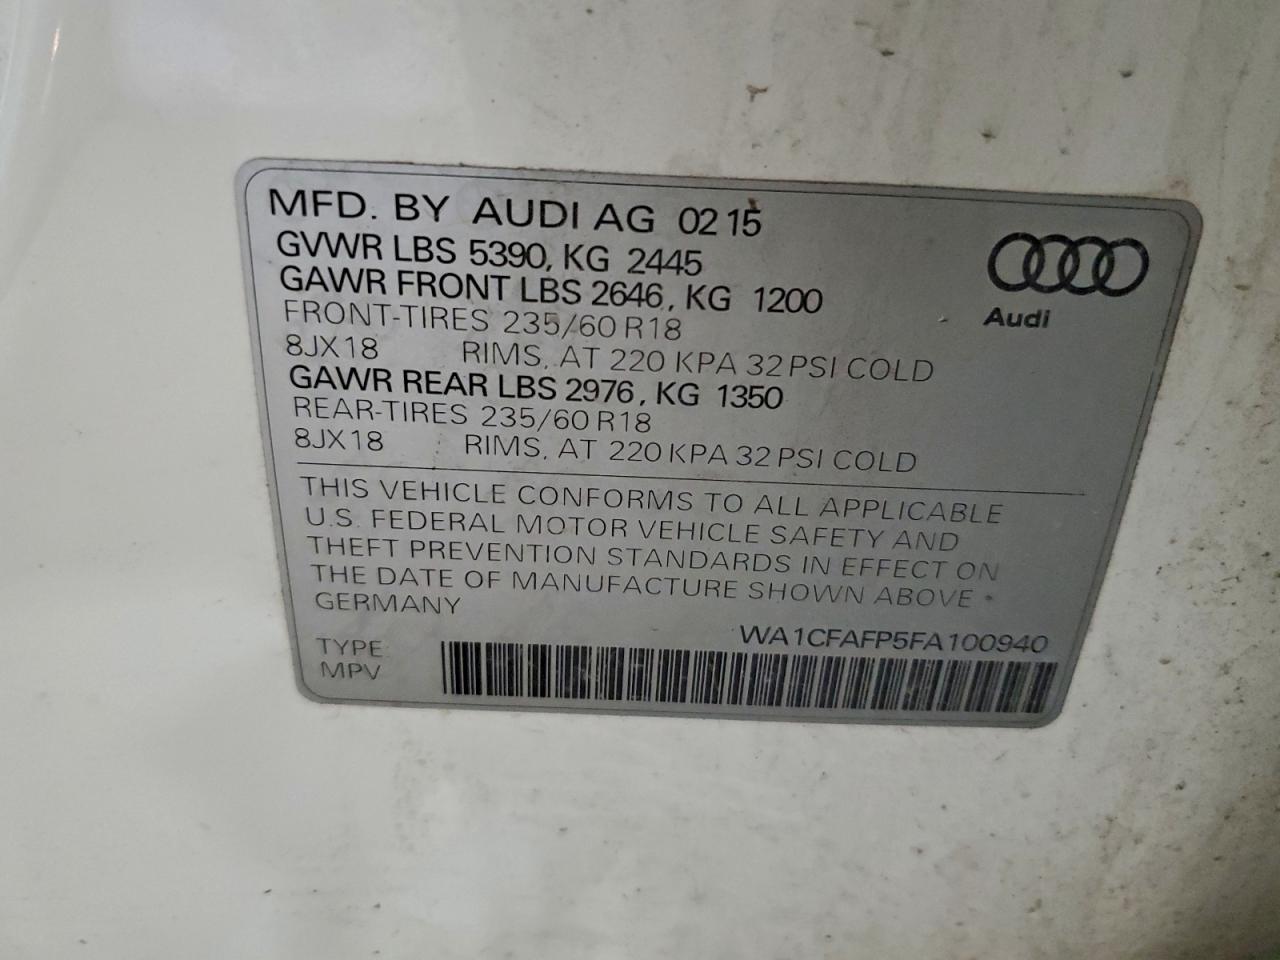 MFD. BY AUDI AG 02 15
GVWR LBS 5390, KG 2445
GAWR FRONT LBS 2646, KG 1200
FRONT-TIRES 235/60 R18
8JX18 RIMS, AT 220 KPA 32 PSI COLD
GAWR REAR LBS 2976, KG 1350
REAR-TIRES 235/60 R18
8JX18 RIMS, AT 220 KPA 32 PSI COLD
Audi
THIS VEHICLE CONFORMS TO ALL APPLICABLE
U.S. FEDERAL MOTOR VEHICLE SAFETY AND
THEFT PREVENTION STANDARDS IN EFFECT ON
THE DATE OF MANUFACTURE SHOWN ABOVE
GERMANY
WA1CFAFP5FA100940
TYPE:
MPV